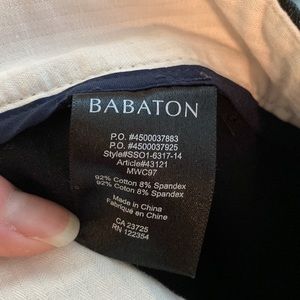 BABATON
P.O. #4500037883
P.O. #4500037925
Style#SSO1-6317-14
Article#43121
MWC97
92% Cotton 8% Spandex
92% Cotton 8% Spandex
Made in China
Fabriqué en Chine
CA 23725
RN 122354